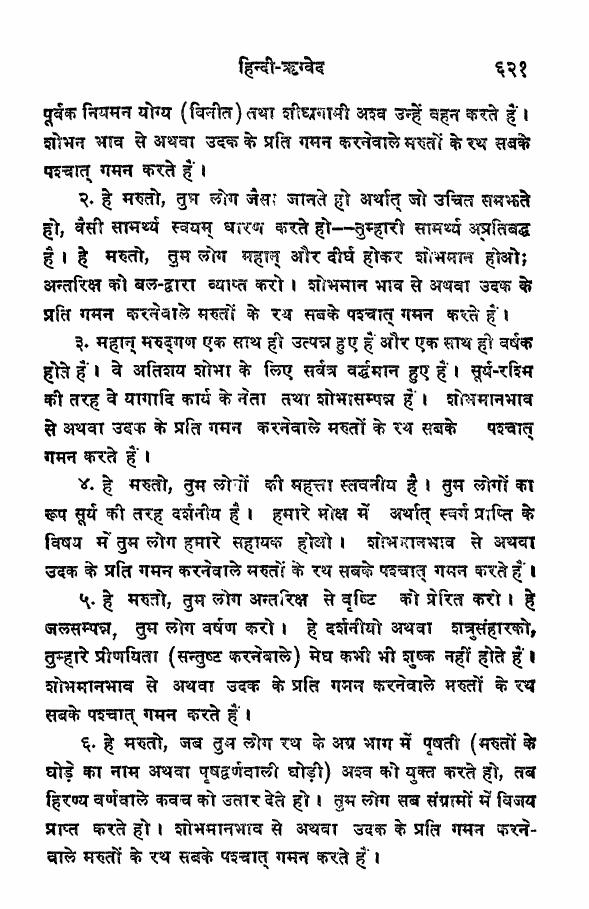 हिन्दी-ऋग्वेद ६२१
पूर्वक नियमन योग्य (विनीत) तथा शीघ्रगामी अश्व उन्हें वहन करते हैं।
शोभन भाव से अथवा उदक के प्रति गमन करनेवाले मरुतों के रथ सबके
पश्चात् गमन करते हैं।
२. हे मरुतो, तुम लोग जैसा जानते हो अर्थात् जो उचित समझते
हो, वैसी सामर्थ्य स्वयम् धारण करते हो--तुम्हारी सामर्थ्य अप्रतिबद्ध
है। हे मरुतो, तुम लोग महान् और दीर्घ होकर शोभमान होओ;
अन्तरिक्ष को बल-द्वारा व्याप्त करो। शोभमान भाव से अथवा उदक के
प्रति गमन करनेवाले मरुतों के रथ सबके पश्चात् गमन करते हैं।
३. महान् मरुद्गण एक साथ ही उत्पन्न हुए हैं और एक साथ ही वर्षक
होते हैं। वे अतिशय शोभा के लिए सर्वत्र वर्द्धमान हुए हैं। सूर्य-रश्मि
की तरह वे यागादि कार्य के नेता तथा शोभासम्पन्न हैं। शोभमानभाव
से अथवा उदक के प्रति गमन करनेवाले मरुतों के रथ सबके पश्चात्
गमन करते हैं।
४. हे मरुतो, तुम लोगों की महत्ता स्तवनीय है। तुम लोगों का
रूप सूर्य की तरह दर्शनीय है। हमारे मोक्ष में अर्थात् स्वर्ग प्राप्ति के
विषय में तुम लोग हमारे सहायक होओ। शोभमानभाव से अथवा
उदक के प्रति गमन करनेवाले मरुतों के रथ सबके पश्चात् गमन करते हैं।
५. हे मरुतो, तुम लोग अन्तरिक्ष से वृष्टि को प्रेरित करो। हे
जलसम्पन्न, तुम लोग वर्षण करो। हे दर्शनीयो अथवा शत्रुसंहारको,
तुम्हारे प्रीणयिता (सन्तुष्ट करनेवाले) मेघ कभी भी शुष्क नहीं होते हैं।
शोभमानभाव से अथवा उदक के प्रति गमन करनेवाले मरुतों के रथ
सबके पश्चात् गमन करते हैं।
६. हे मरुतो, जब तुम लोग रथ के अग्र भाग में पृषती (मरुतों के
घोड़े का नाम अथवा पृषद्वर्णवाली घोड़ी) अश्व को युक्त करते हो, तब
हिरण्य वर्णवाले कवच को उतार देते हो। तुम लोग सब संग्रामों में विजय
प्राप्त करते हो। शोभमानभाव से अथवा उदक के प्रति गमन करने-
वाले मरुतों के रथ सबके पश्चात् गमन करते हैं।